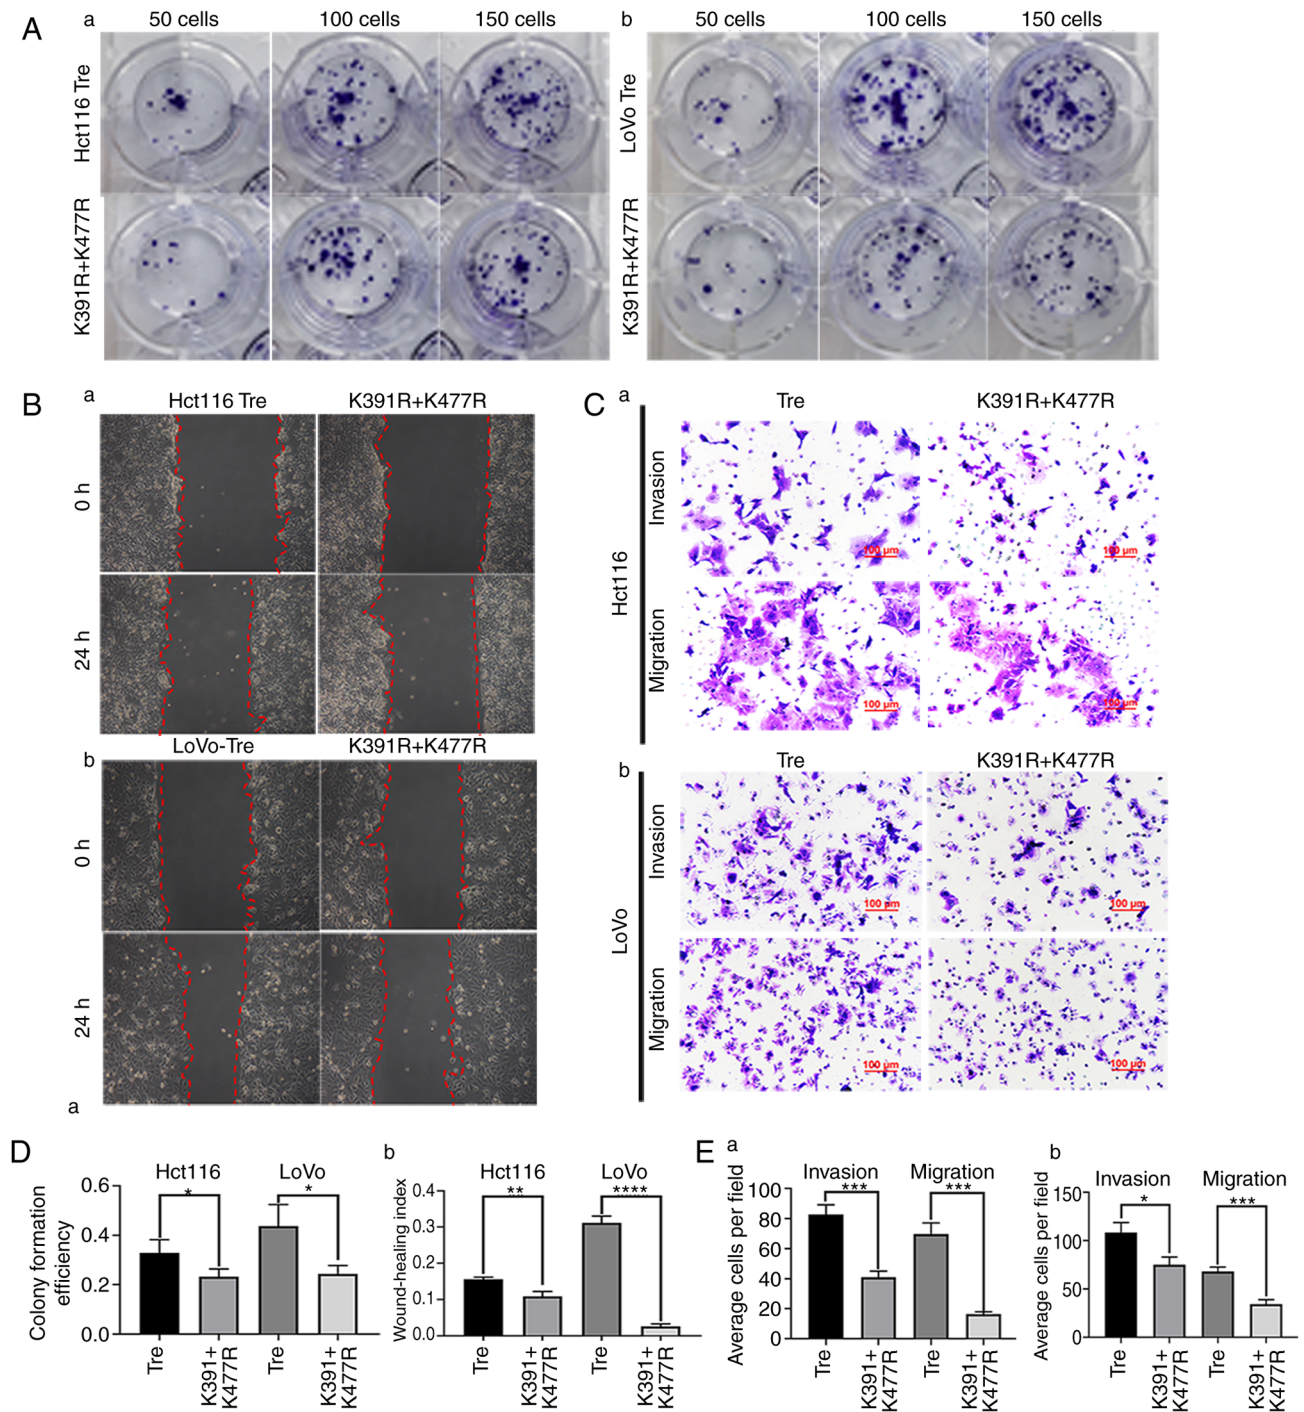 A
a
50 cells
100 cells
150 cells
b
50 cells
100 cells
150 cells
Hct116 Tre
K391R+K477R
LoVo Tre
K391R+K477R
B
a
Hct116 Tre
K391R+K477R
0 h
24 h
b
LoVo-Tre
K391R+K477R
0 h
24 h
C
a
Tre
K391R+K477R
Hct116
Invasion
100 µm
100 µm
Migration
100 µm
100 µm
b
Tre
K391R+K477R
LoVo
Invasion
100 µm
100 µm
Migration
100 µm
100 µm
D
a
Hct116
LoVo
Colony formation
efficiency
0.6
0.4
0.2
0.0
*
*
Tre
K391+
K477R
Tre
K391+
K477R
b
Hct116
LoVo
Wound-healing index
0.4
0.3
0.2
0.1
0.0
**
****
Tre
K391+
K477R
Tre
K391+
K477R
E
a
Invasion
Migration
Average cells per field
100
80
60
40
20
0
***
***
Tre
K391+
K477R
Tre
K391+
K477R
b
Invasion
Migration
Average cells per field
150
100
50
0
*
***
Tre
K391+
K477R
Tre
K391+
K477R